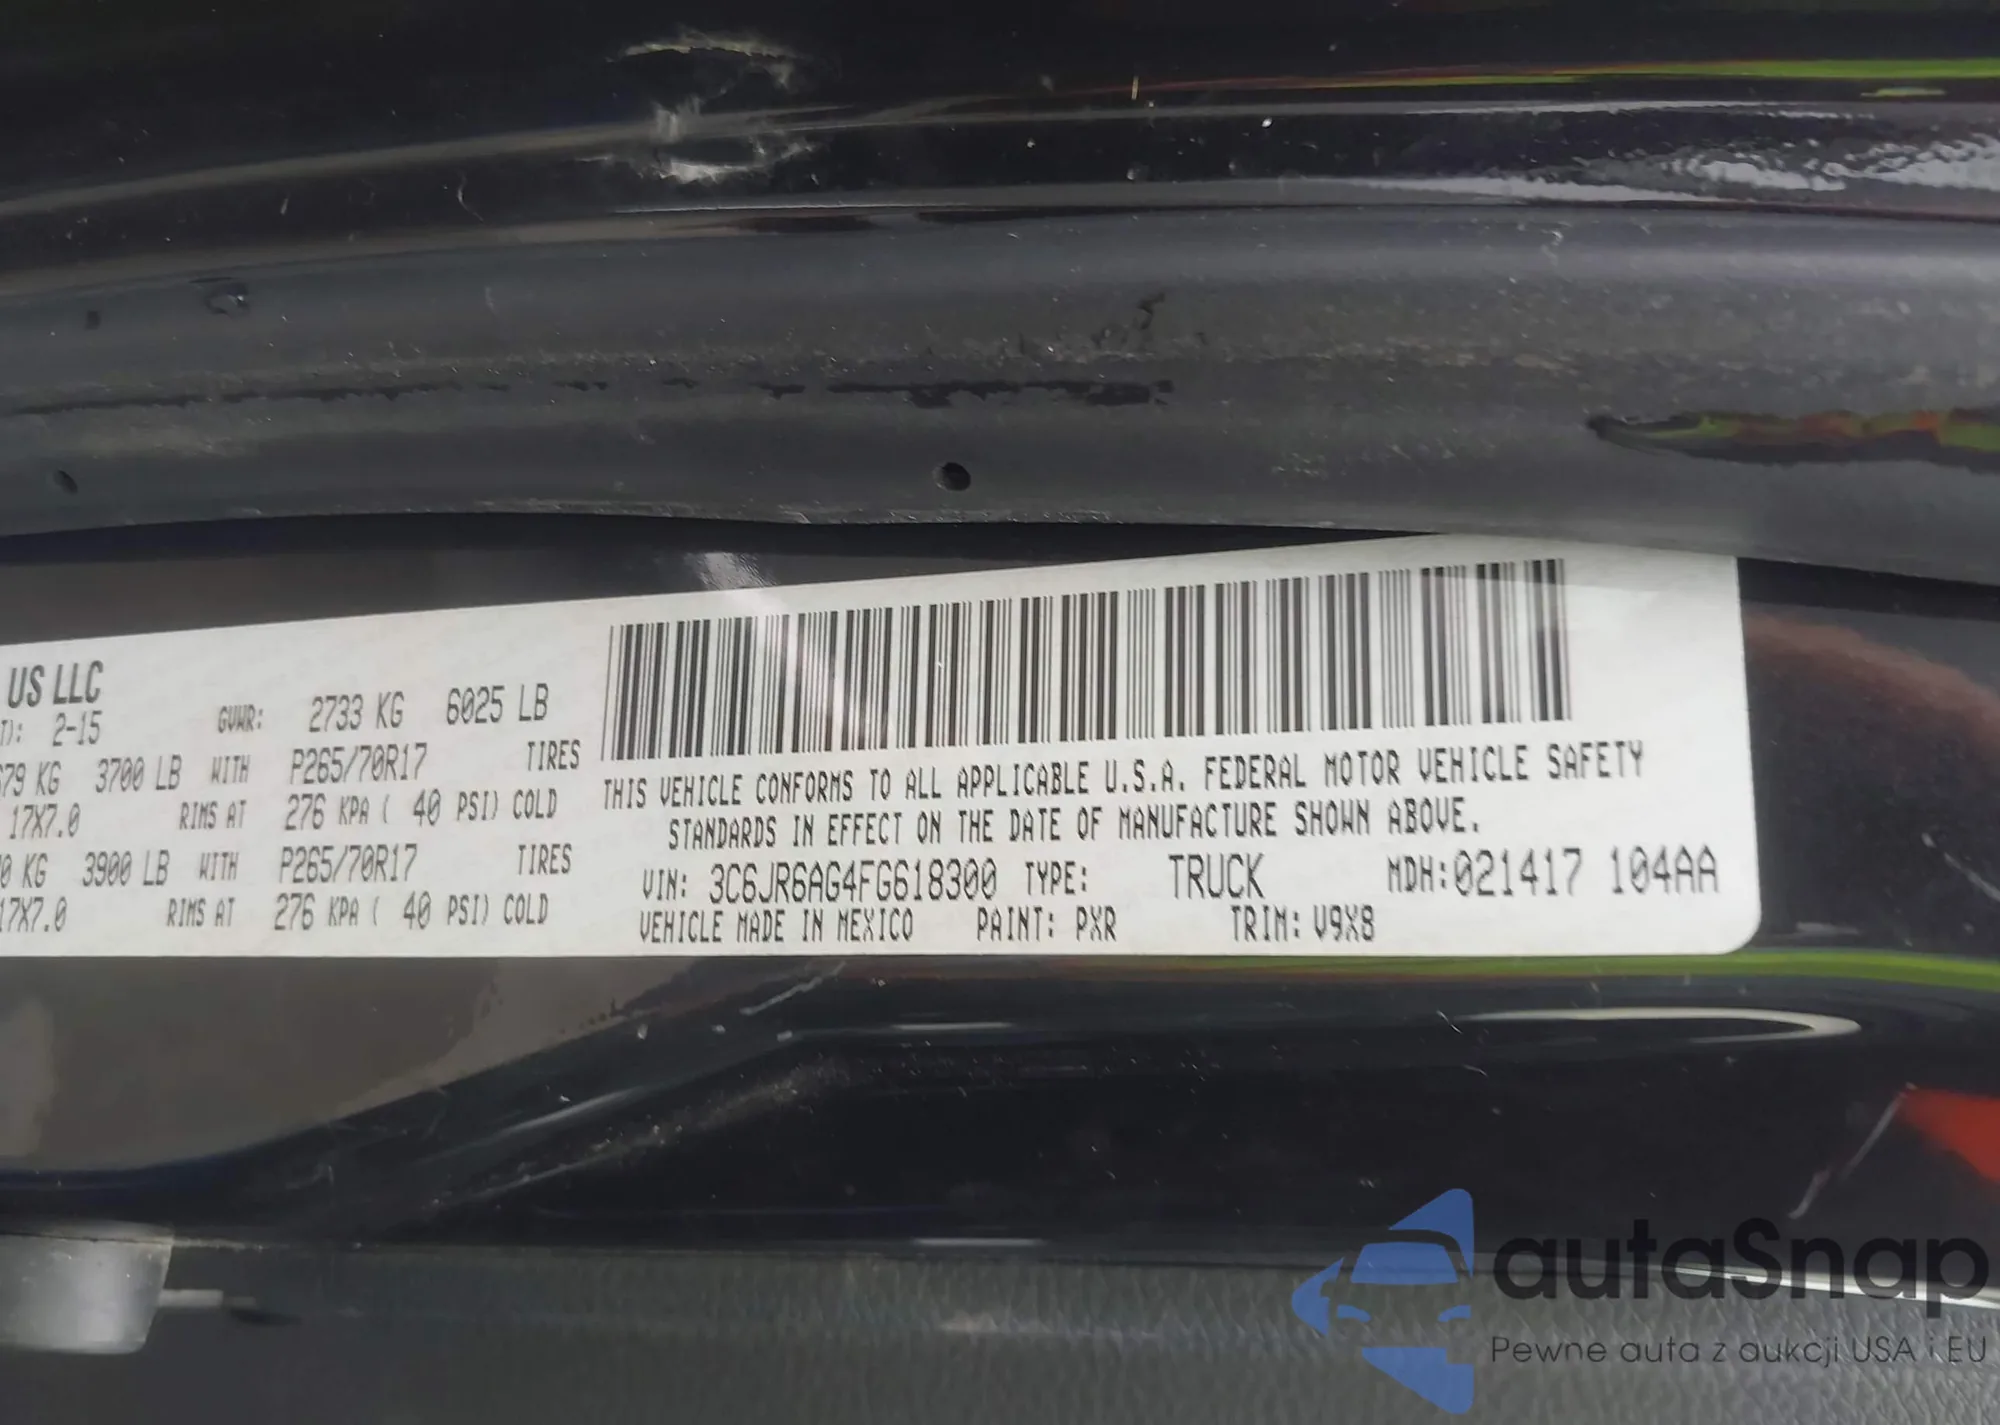 US LLC
T): 2-15 GVWR: 2733 KG 6025 LB
679 KG 3700 LB WITH P265/70R17 TIRES
17X7.0 RIMS AT 276 KPA ( 40 PSI) COLD
0 KG 3900 LB WITH P265/70R17 TIRES
17X7.0 RIMS AT 276 KPA ( 40 PSI) COLD
THIS VEHICLE CONFORMS TO ALL APPLICABLE U.S.A. FEDERAL MOTOR VEHICLE SAFETY
STANDARDS IN EFFECT ON THE DATE OF MANUFACTURE SHOWN ABOVE.
VIN: 3C6JR6AG4FG618300 TYPE: TRUCK MDH:021417 104AA
VEHICLE MADE IN MEXICO PAINT: PXR TRIM: V9X8
autaSnap
Pewne auta z aukcji USA i EU